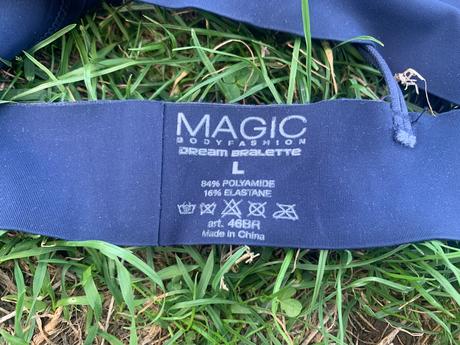 MAGIC
BODYFASHION
DREAM BRALETTE
L
84% POLYAMIDE
16% ELASTANE
art. 46BR
Made in China